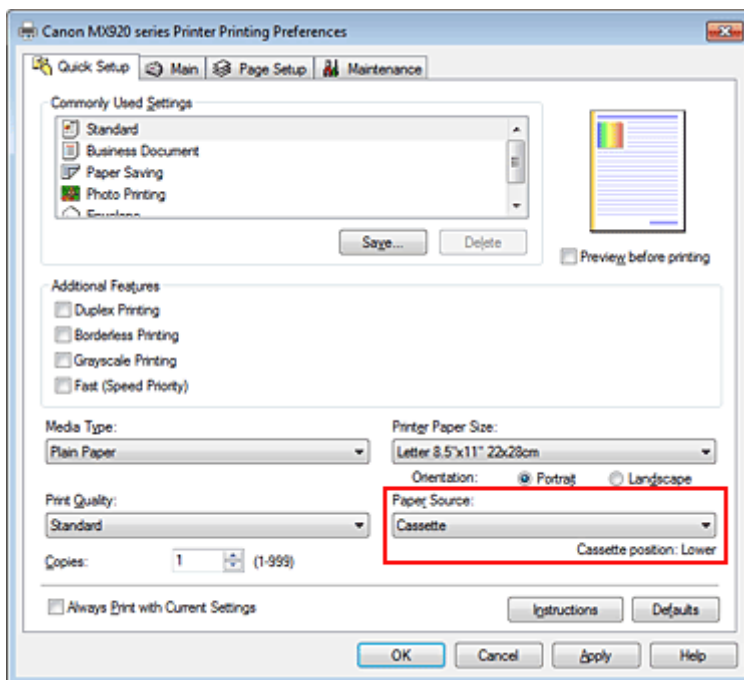 Canon MX920 series Printer Printing Preferences
Quick Setup Main Page Setup Maintenance
Commonly Used Settings
Standard
Business Document
Paper Saving
Photo Printing
Envelope
Save... Delete
Preview before printing
Additional Features
Duplex Printing
Borderless Printing
Grayscale Printing
Fast (Speed Priority)
Media Type:
Plain Paper
Printer Paper Size:
Letter 8.5"x11" 22x28cm
Orientation: Portrait Landscape
Print Quality:
Standard
Paper Source:
Cassette
Cassette position: Lower
Copies: 1 (1-999)
Always Print with Current Settings
Instructions Defaults
OK Cancel Apply Help